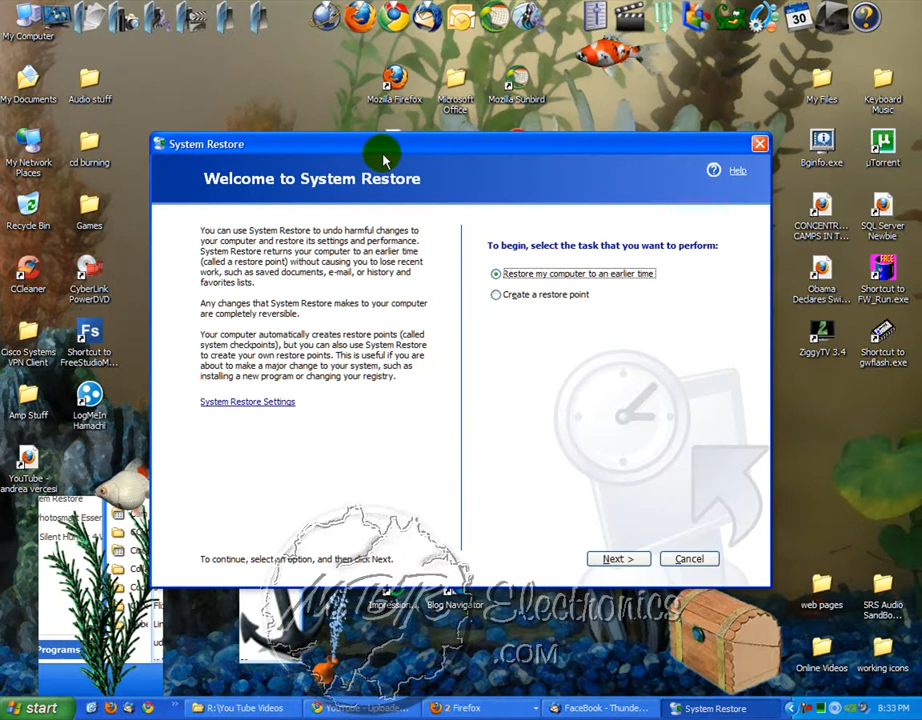 30
My Computer
My Documents
Audio stuff
Mozilla Firefox
Microsoft
Office
Mozilla Sunbird
My Files
Keyboard
Music
System Restore
Welcome to System Restore
Help
My Network
Places
cd burning
Bginfo.exe
µTorrent
You can use System Restore to undo harmful changes to
your computer and restore its settings and performance.
System Restore returns your computer to an earlier time
(called a restore point) without causing you to lose recent
work, such as saved documents, e-mail, or history and
favorites lists.
Any changes that System Restore makes to your computer
are completely reversible.
Your computer automatically creates restore points (called
system checkpoints), but you can also use System Restore
to create your own restore points. This is useful if you are
about to make a major change to your system, such as
installing a new program or changing your registry.
System Restore Settings
To begin, select the task that you want to perform:
Restore my computer to an earlier time
Create a restore point
To continue, select an option, and then click Next.
Next >
Cancel
Recycle Bin
Games
CONCENTR...
CAMPS IN T...
SQL Server
Newbie
CCleaner
CyberLink
PowerDVD
Obama
Declares Swi...
Shortcut to
FW_Run.exe
Cisco Systems
VPN Client
Shortcut to
FreeStudioM...
ZiggyTV 3.4
Shortcut to
gwflash.exe
Amp Stuff
LogMeIn
Hamachi
YouTube -
andrea vercesi
em Restore
hotosmart Essen
Silent Hu
Programs
Impression...
Blog Navigator
Electronics
.COM
web pages
SRS Audio
SandBo...
Online Videos
working icons
start
R:\You Tube Videos
YouTube - Uploade...
2 Firefox
FaceBook - Thunde...
System Restore
8:33 PM